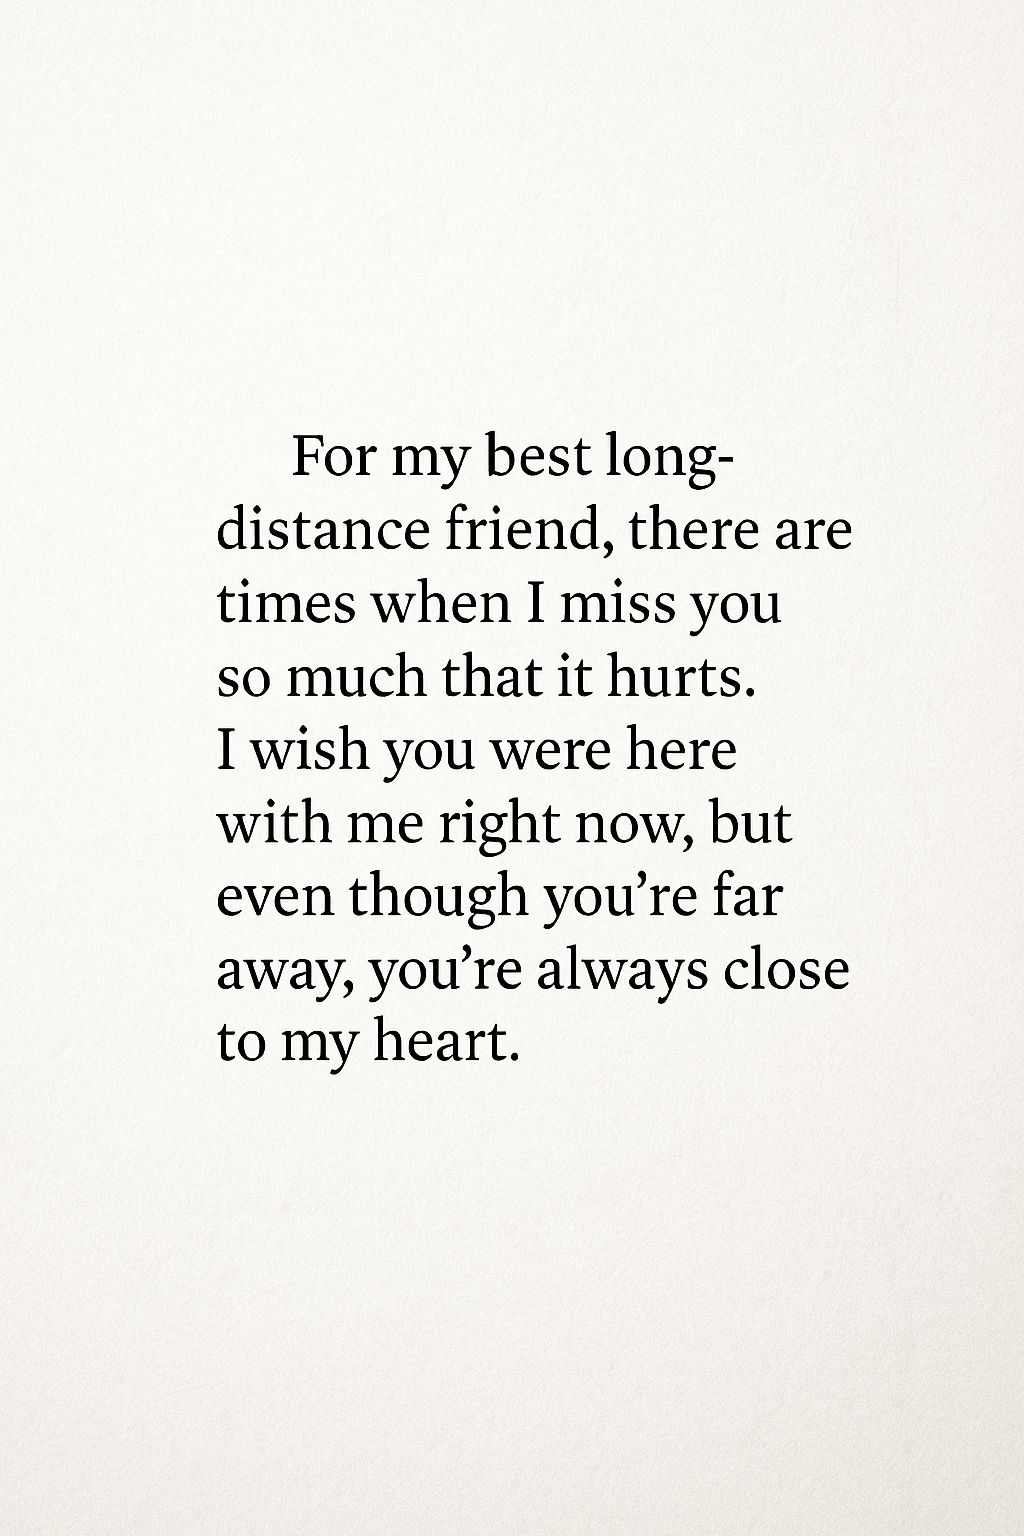 For my best long-
distance friend, there are
times when I miss you
so much that it hurts.
I wish you were here
with me right now, but
even though you’re far
away, you’re always close
to my heart.